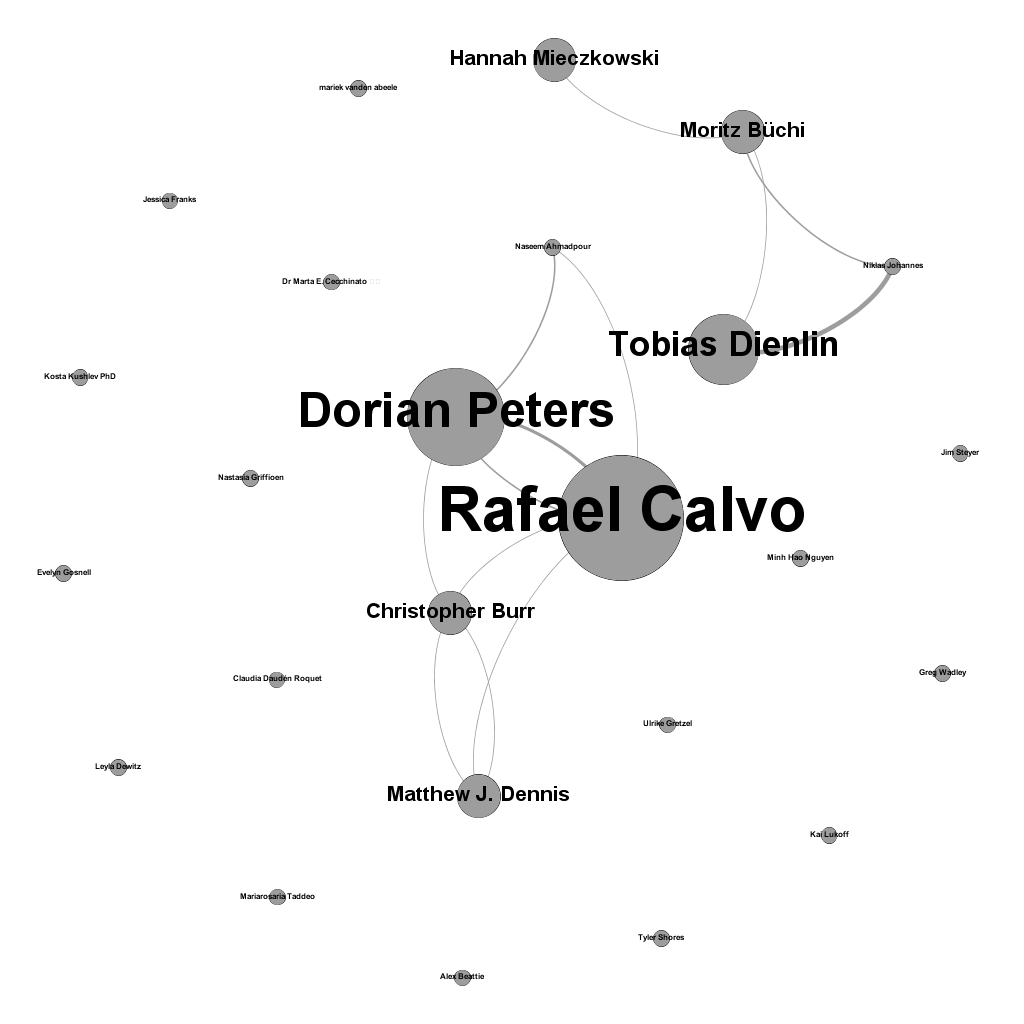 Hannah Mieczkowski
mariek vanden abeele
Moritz Büchi
Jessica Franks
Naseem Ahmadpour
Niklas Johannes
Dr Marta E. Cecchinato
Tobias Dienlin
Kosta Kushlev PhD
Dorian Peters
Jim Steyer
Nastasia Griffioen
Rafael Calvo
Minh Hao Nguyen
Evelyn Gosnell
Christopher Burr
Greg Wadley
Claudia Daudén Roquet
Ulrike Gretzel
Leyla Dewitz
Matthew J. Dennis
Kai Lukoff
Mariarosaria Taddeo
Tyler Shores
Alex Beattie